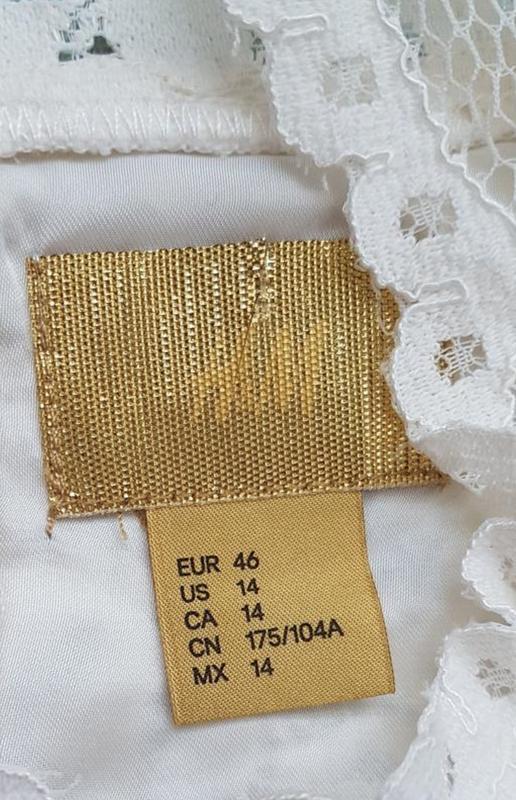 H&M
EUR 46
US 14
CA 14
CN 175/104A
MX 14